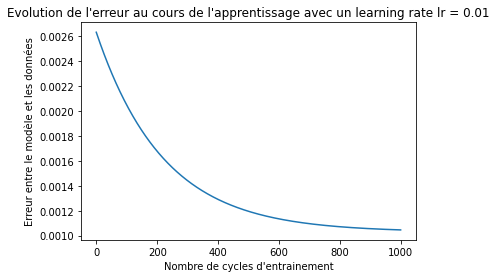 Evolution de l'erreur au cours de l'apprentissage avec un learning rate lr = 0.01
Erreur entre le modèle et les données
0.0026
0.0024
0.0022
0.0020
0.0018
0.0016
0.0014
0.0012
0.0010
0 200 400 600 800 1000
Nombre de cycles d'entrainement